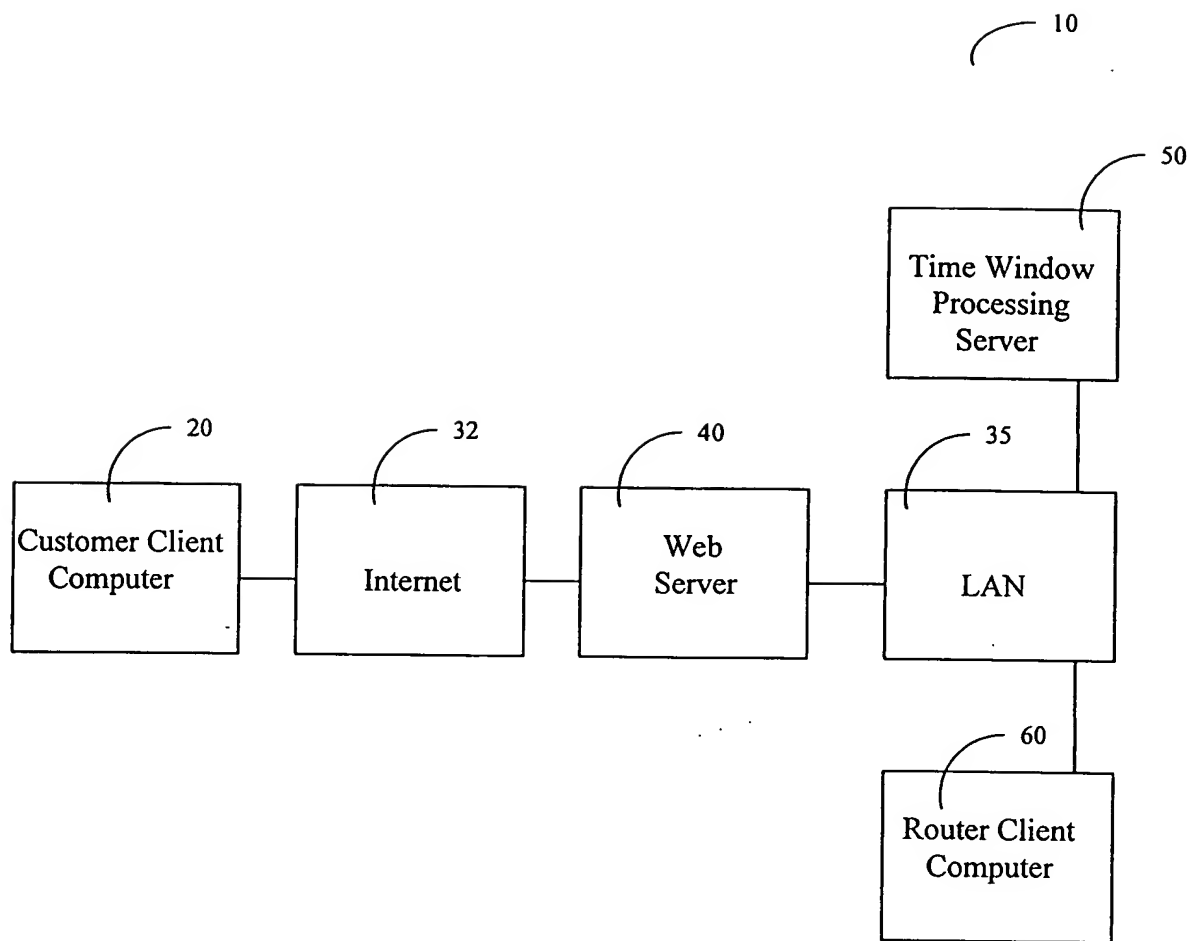 10
50
Time Window
Processing
Server
20
32
40
35
Customer Client
Computer
Internet
Web
Server
LAN
60
Router Client
Computer